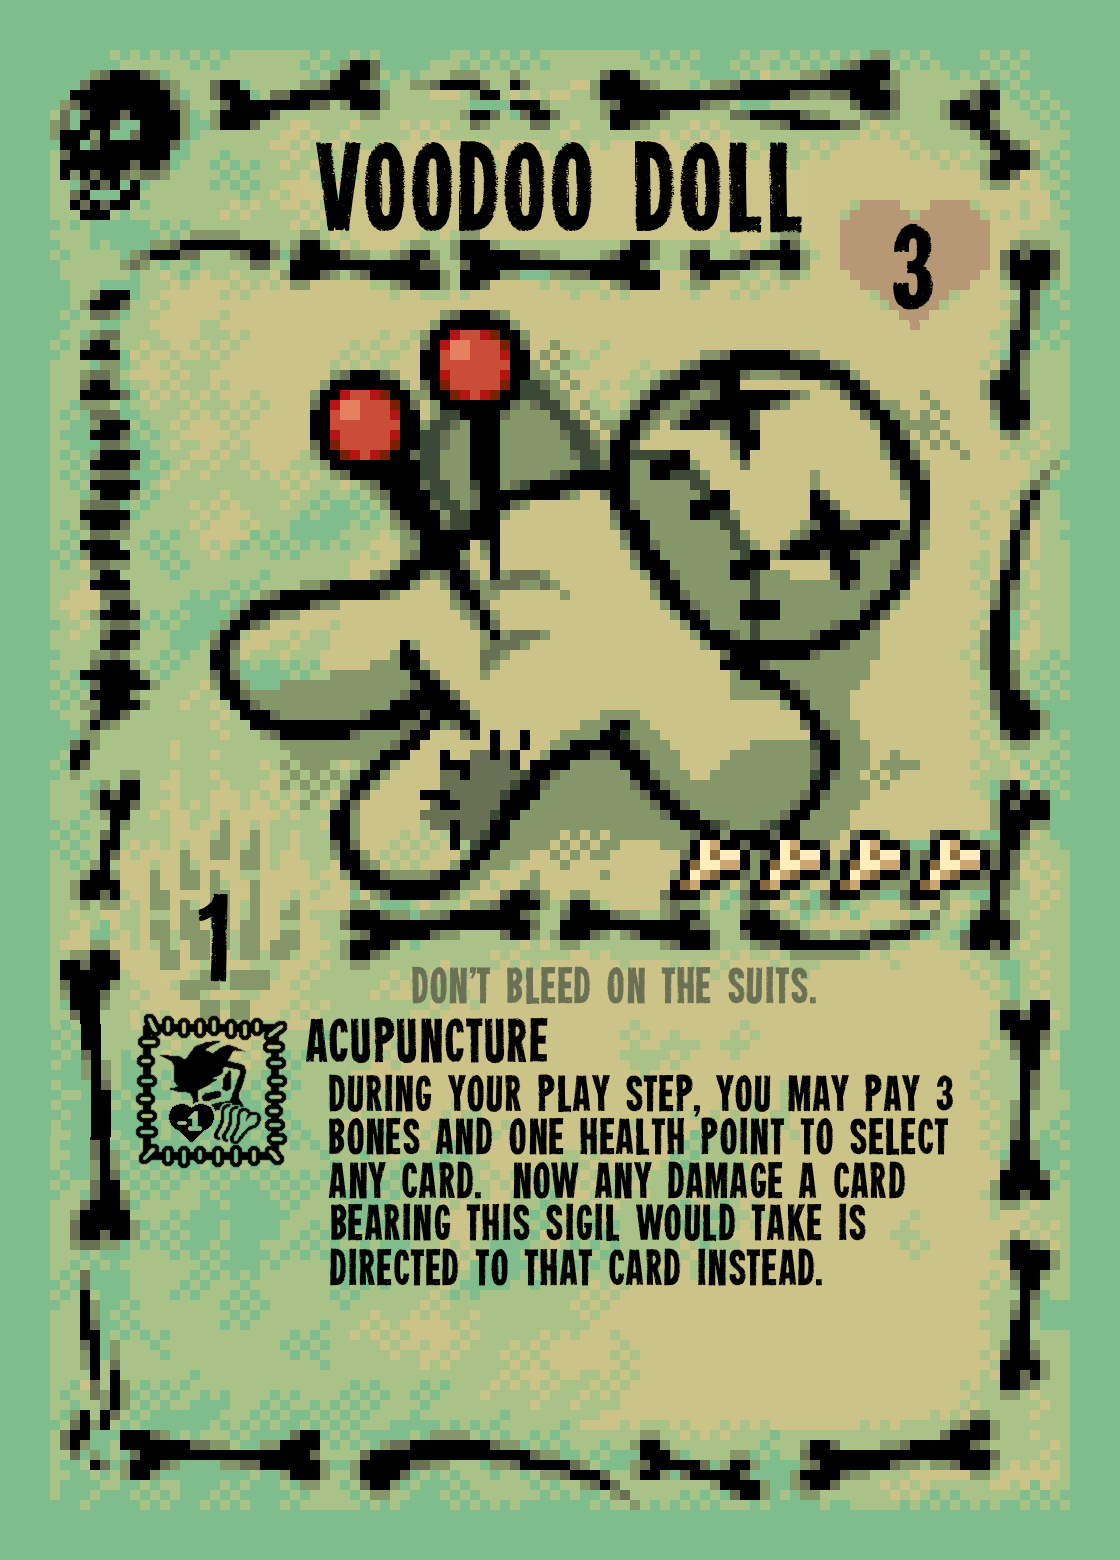 VOODOO DOLL
3
1
DON'T BLEED ON THE SUITS.
ACUPUNCTURE
-1
DURING YOUR PLAY STEP, YOU MAY PAY 3
BONES AND ONE HEALTH POINT TO SELECT
ANY CARD. NOW ANY DAMAGE A CARD
BEARING THIS SIGIL WOULD TAKE IS
DIRECTED TO THAT CARD INSTEAD.